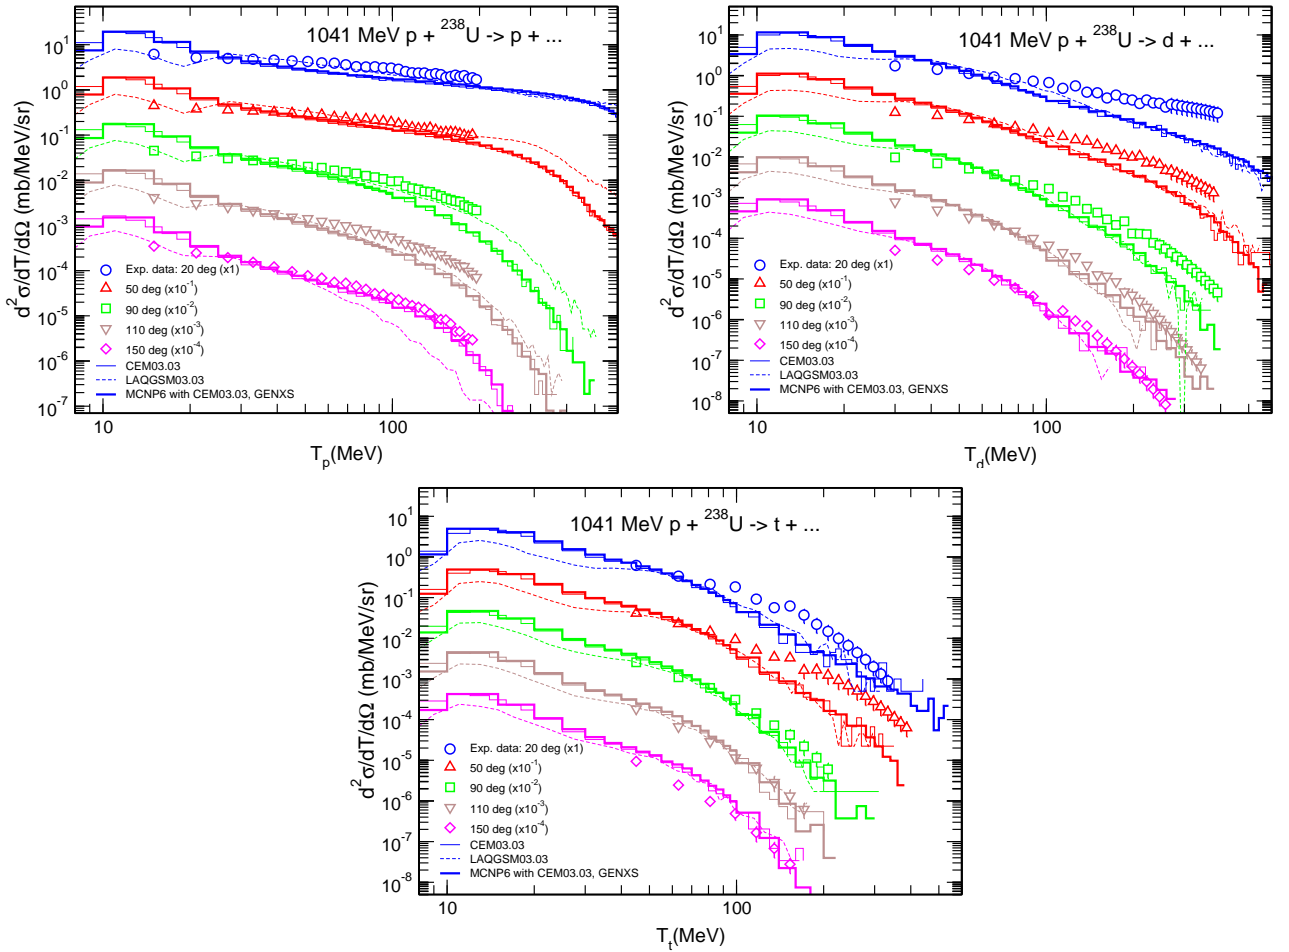 1041 MeV p + ²³⁸U -> p + ...
d² σ/dT/dΩ (mb/MeV/sr)
10¹
10⁰
10⁻¹
10⁻²
10⁻³
10⁻⁴
10⁻⁵
10⁻⁶
10⁻⁷
Exp. data: 20 deg (x1)
50 deg (x10⁻¹)
90 deg (x10⁻²)
110 deg (x10⁻³)
150 deg (x10⁻⁴)
CEM03.03
LAQGSM03.03
MCNP6 with CEM03.03, GENXS
10 100
Tₚ(MeV)
1041 MeV p + ²³⁸U -> d + ...
d² σ/dT/dΩ (mb/MeV/sr)
10¹
10⁰
10⁻¹
10⁻²
10⁻³
10⁻⁴
10⁻⁵
10⁻⁶
10⁻⁷
10⁻⁸
Exp. data: 20 deg (x1)
50 deg (x10⁻¹)
90 deg (x10⁻²)
110 deg (x10⁻³)
150 deg (x10⁻⁴)
CEM03.03
LAQGSM03.03
MCNP6 with CEM03.03, GENXS
10 100
T_d(MeV)
1041 MeV p + ²³⁸U -> t + ...
d² σ/dT/dΩ (mb/MeV/sr)
10¹
10⁰
10⁻¹
10⁻²
10⁻³
10⁻⁴
10⁻⁵
10⁻⁶
10⁻⁷
10⁻⁸
Exp. data: 20 deg (x1)
50 deg (x10⁻¹)
90 deg (x10⁻²)
110 deg (x10⁻³)
150 deg (x10⁻⁴)
CEM03.03
LAQGSM03.03
MCNP6 with CEM03.03, GENXS
10 100
Tₜ(MeV)